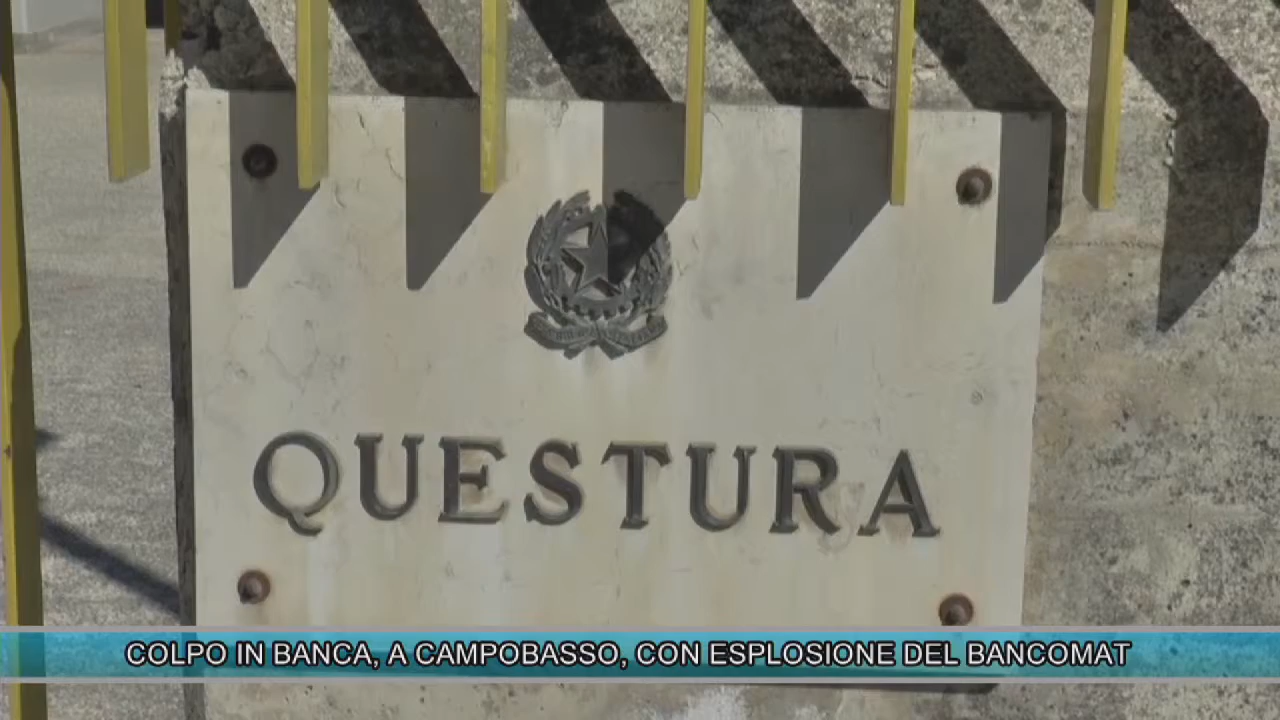 QUESTURA
COLPO IN BANCA, A CAMPOBASSO, CON ESPLOSIONE DEL BANCOMAT